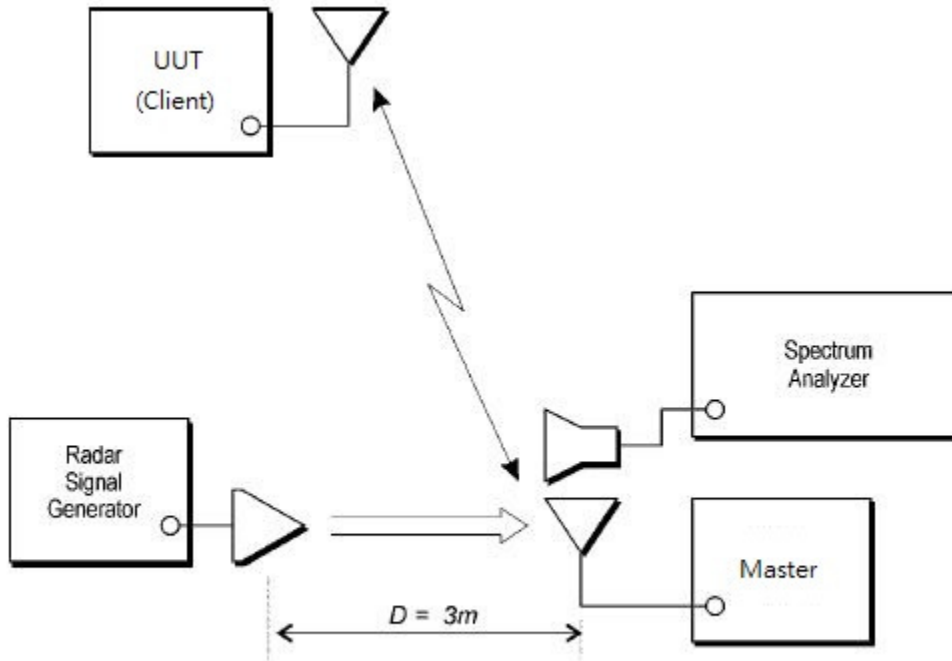 UUT
(Client)
Spectrum
Analyzer
Radar
Signal
Generator
Master
D = 3m